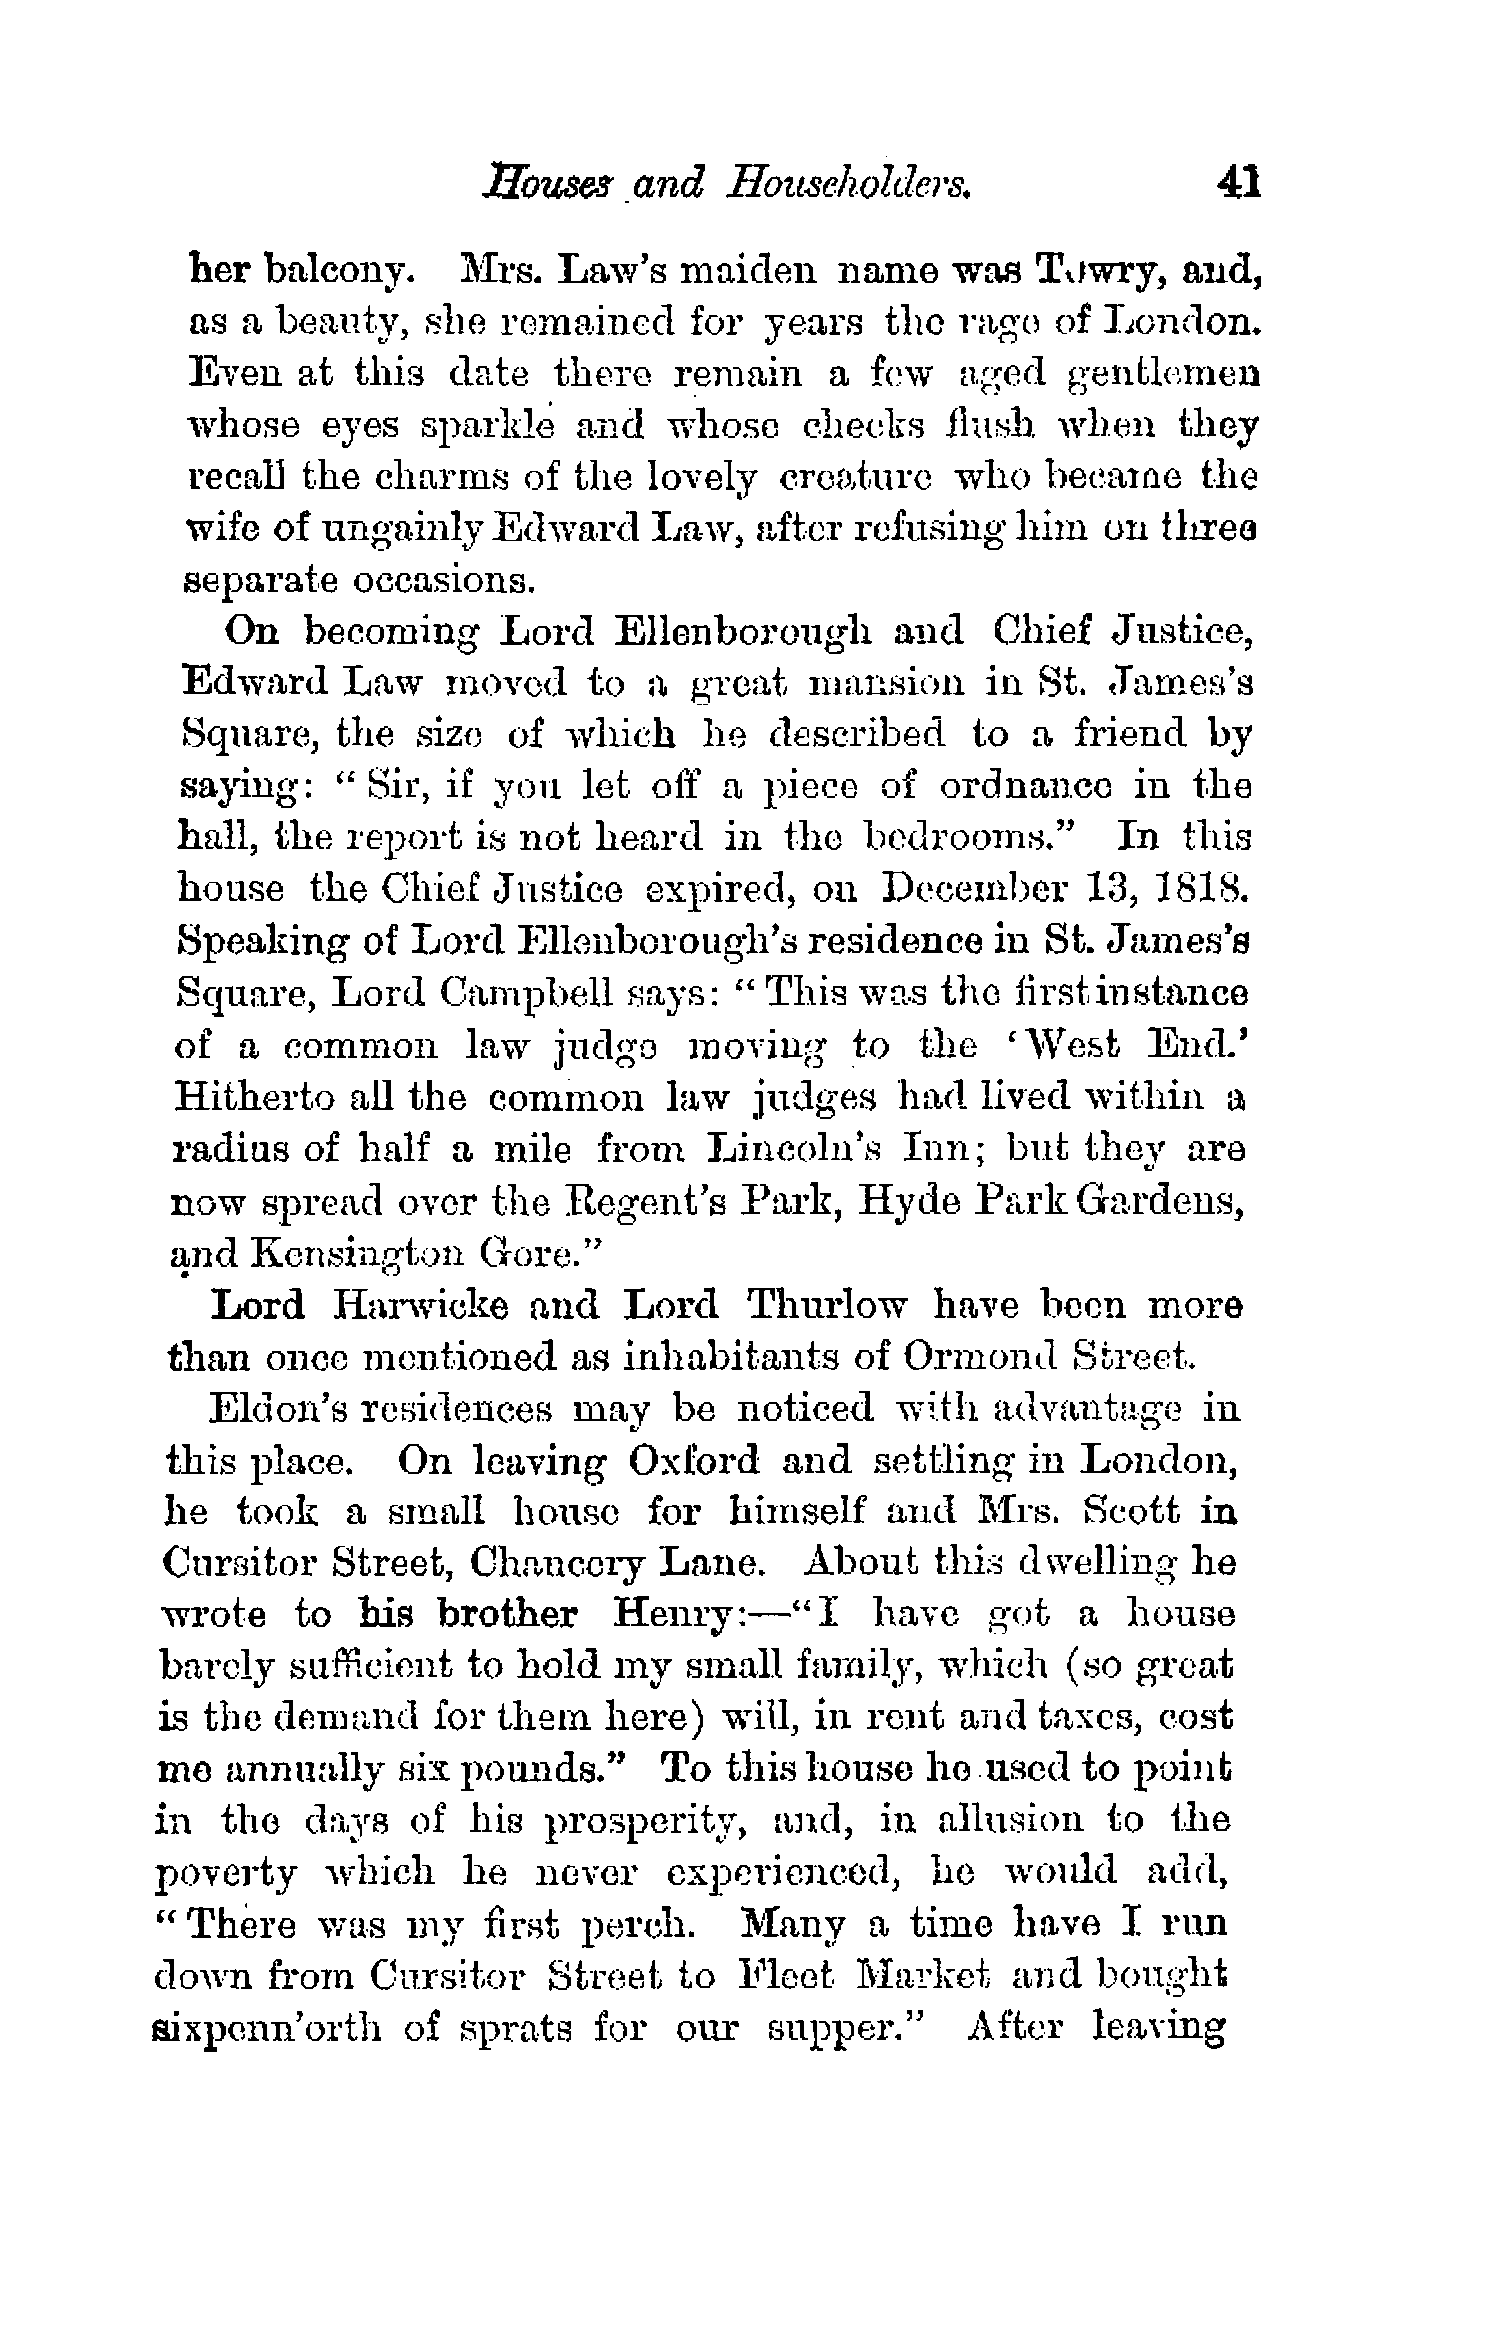 Houses and Householders. 41
her balcony. Mrs. Law's maiden name was Towry, and,
as a beauty, she remained for years the rage of London.
Even at this date there remain a few aged gentlemen
whose eyes sparkle and whose cheeks flush when they
recall the charms of the lovely creature who became the
wife of ungainly Edward Law, after refusing him on three
separate occasions.
On becoming Lord Ellenborough and Chief Justice,
Edward Law moved to a great mansion in St. James's
Square, the size of which he described to a friend by
saying: “Sir, if you let off a piece of ordnance in the
hall, the report is not heard in the bedrooms.” In this
house the Chief Justice expired, on December 13, 1818.
Speaking of Lord Ellenborough's residence in St. James's
Square, Lord Campbell says: “This was the first instance
of a common law judge moving to the ‘West End.’
Hitherto all the common law judges had lived within a
radius of half a mile from Lincoln's Inn; but they are
now spread over the Regent's Park, Hyde Park Gardens,
and Kensington Gore.”
Lord Harwicke and Lord Thurlow have been more
than once mentioned as inhabitants of Ormond Street.
Eldon's residences may be noticed with advantage in
this place. On leaving Oxford and settling in London,
he took a small house for himself and Mrs. Scott in
Cursitor Street, Chancery Lane. About this dwelling he
wrote to his brother Henry:—“I have got a house
barely sufficient to hold my small family, which (so great
is the demand for them here) will, in rent and taxes, cost
me annually six pounds.” To this house he used to point
in the days of his prosperity, and, in allusion to the
poverty which he never experienced, he would add,
“There was my first perch. Many a time have I run
down from Cursitor Street to Fleet Market and bought
sixpenn'orth of sprats for our supper.” After leaving